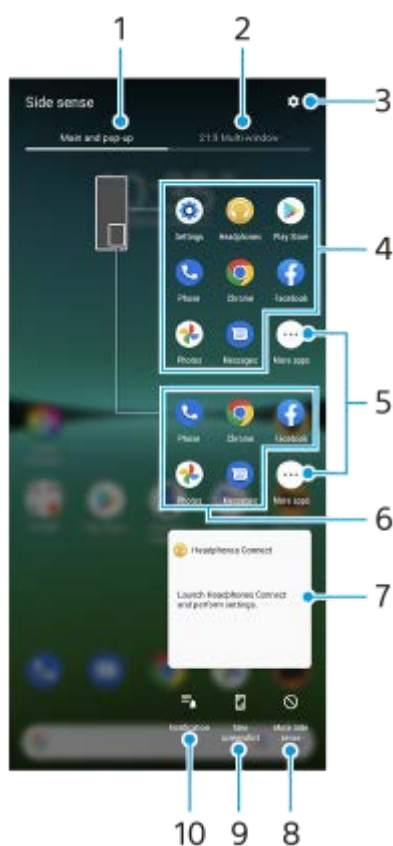 1
2
Side sense
3
Main and pop-up
21:9 Multi-window
Settings
Headphones
Play Store
4
Phone
Chrome
Facebook
Photos
Messages
More apps
5
Phone
Chrome
Facebook
Photos
Messages
More apps
6
Headphones Connect
Launch Headphones Connect
and perform settings.
7
Notification
Take
screenshot
Mute Side
sense
10
9
8